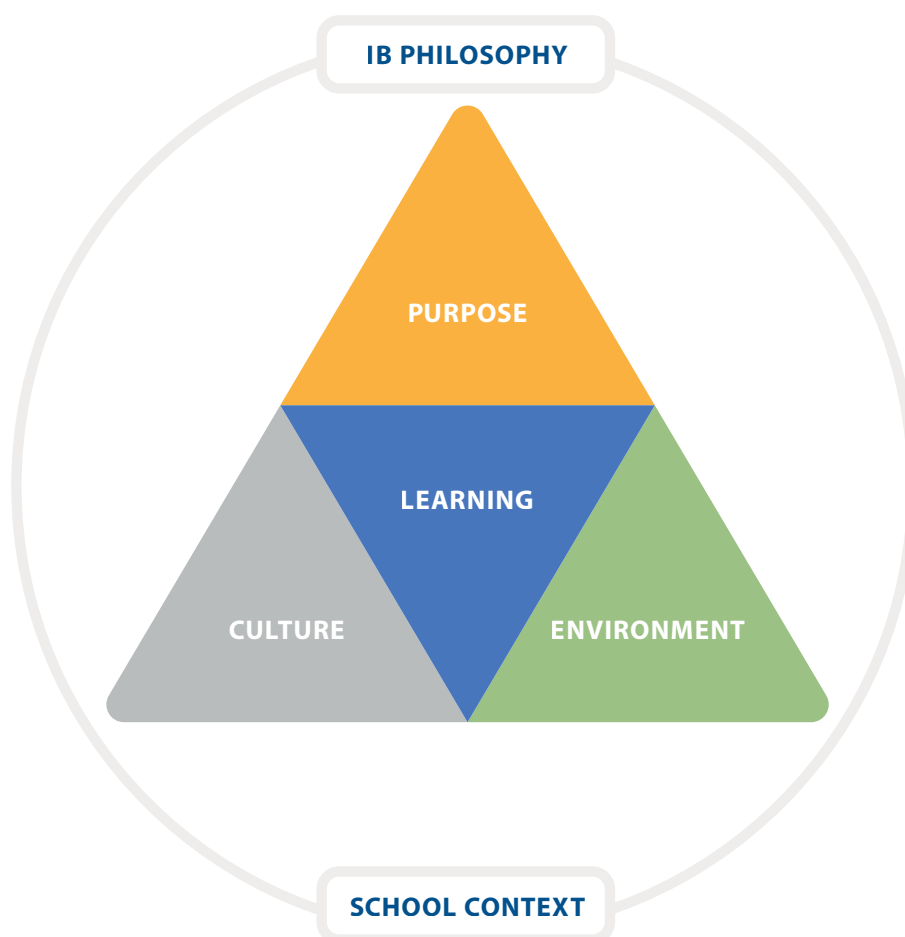 IB PHILOSOPHY
PURPOSE
LEARNING
CULTURE
ENVIRONMENT
SCHOOL CONTEXT